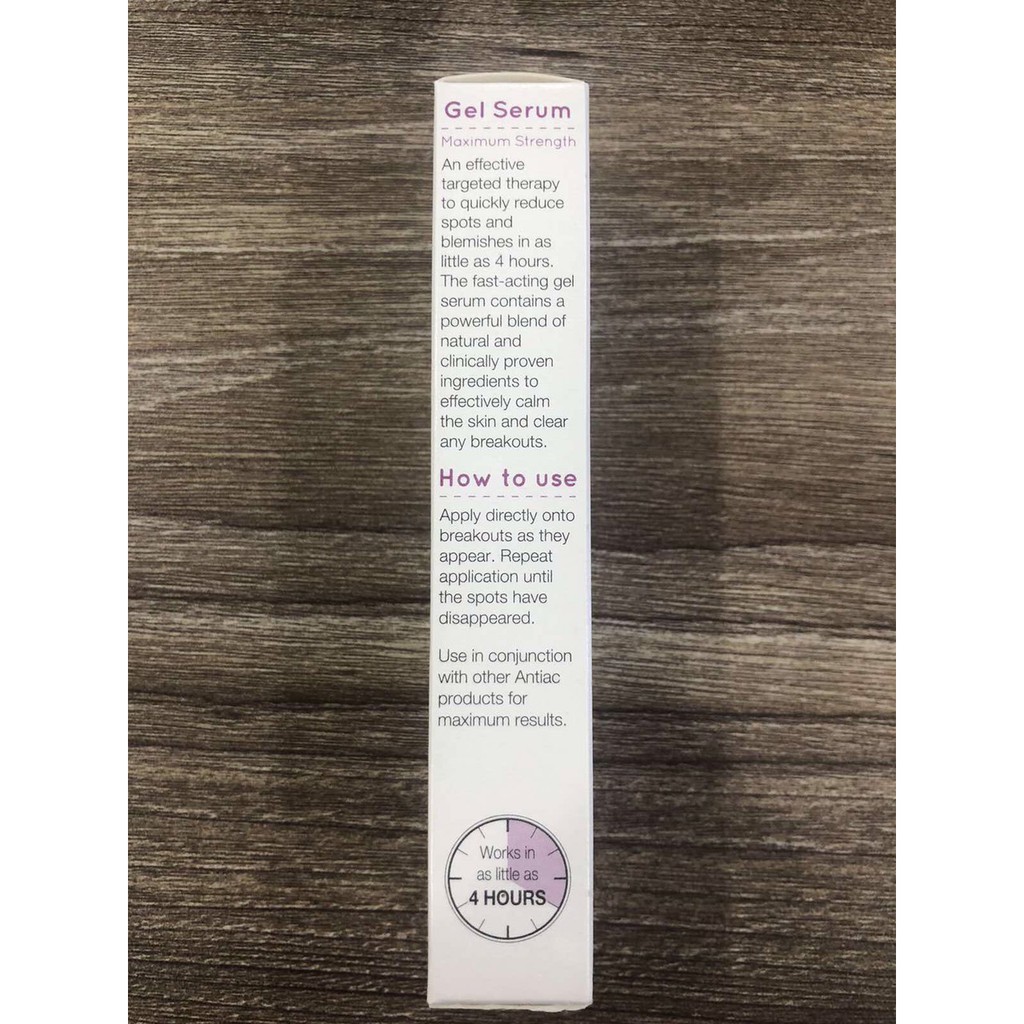 Gel Serum
Maximum Strength
An effective
targeted therapy
to quickly reduce
spots and
blemishes in as
little as 4 hours.
The fast-acting gel
serum contains a
powerful blend of
natural and
clinically proven
ingredients to
effectively calm
the skin and clear
any breakouts.
How to use
Apply directly onto
breakouts as they
appear. Repeat
application until
the spots have
disappeared.
Use in conjunction
with other Antiac
products for
maximum results.
Works in
as little as
4 HOURS